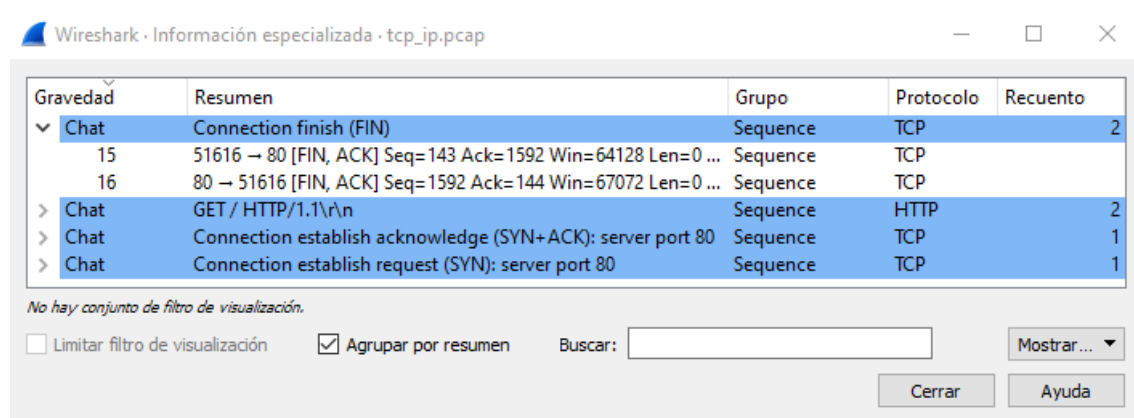 Wireshark · Información especializada · tcp_ip.pcap
Gravedad Resumen Grupo Protocolo Recuento
Chat Connection finish (FIN) Sequence TCP 2
15 51616 → 80 [FIN, ACK] Seq=143 Ack=1592 Win=64128 Len=0 ... Sequence TCP
16 80 → 51616 [FIN, ACK] Seq=1592 Ack=144 Win=67072 Len=0 ... Sequence TCP
Chat GET / HTTP/1.1\r\n Sequence HTTP 2
Chat Connection establish acknowledge (SYN+ACK): server port 80 Sequence TCP 1
Chat Connection establish request (SYN): server port 80 Sequence TCP 1
No hay conjunto de filtro de visualización.
Limitar filtro de visualización Agrupar por resumen Buscar: Mostrar...
Cerrar Ayuda